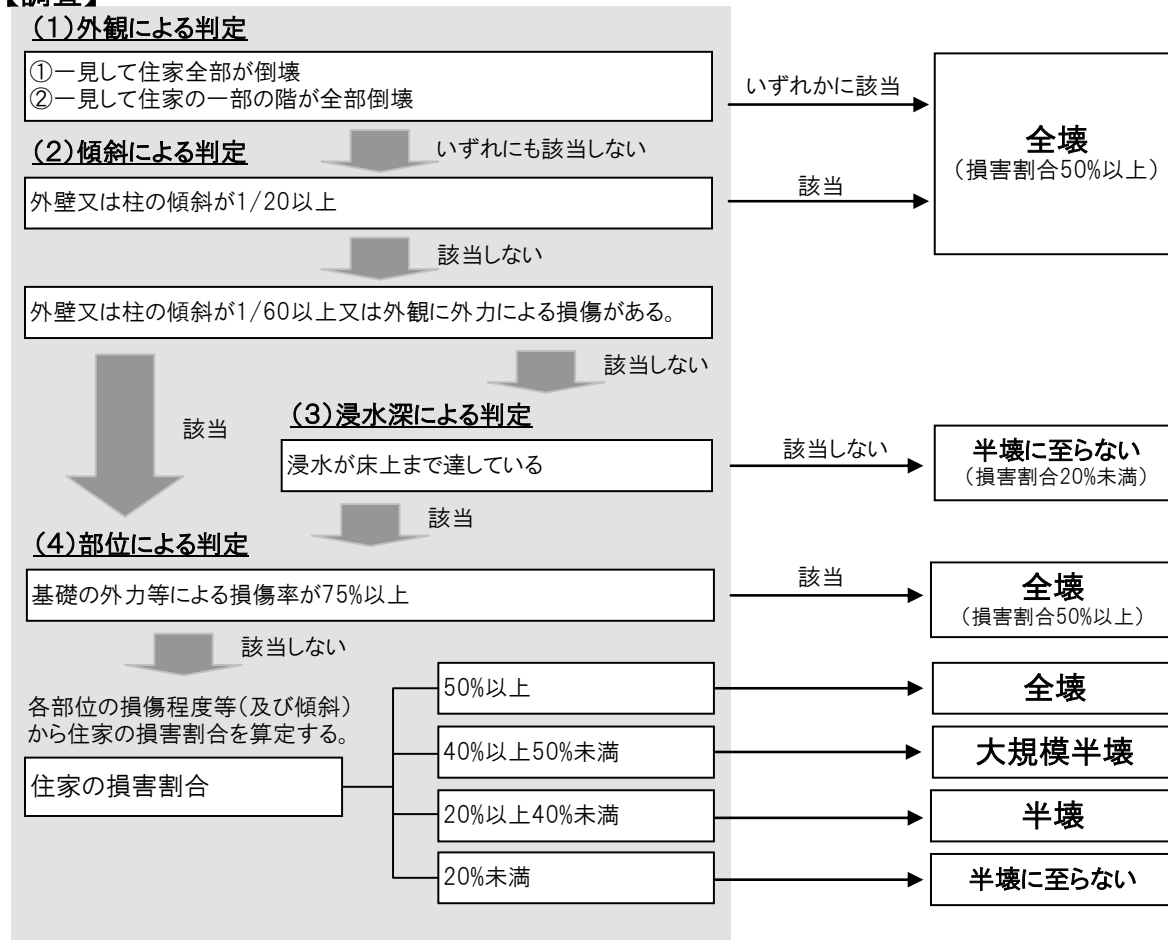 【調査】
(1)外観による判定
①一見して住家全部が倒壊
②一見して住家の一部の階が全部倒壊
いずれかに該当
全壊
(損害割合50%以上)
いずれにも該当しない
(2)傾斜による判定
外壁又は柱の傾斜が1/20以上
該当
該当しない
外壁又は柱の傾斜が1/60以上又は外観に外力による損傷がある。
該当しない
該当
(3)浸水深による判定
浸水が床上まで達している
該当しない
半壊に至らない
(損害割合20%未満)
該当
(4)部位による判定
基礎の外力等による損傷率が75%以上
該当
全壊
(損害割合50%以上)
該当しない
各部位の損傷程度等(及び傾斜)
から住家の損害割合を算定する。
住家の損害割合
50%以上
全壊
40%以上50%未満
大規模半壊
20%以上40%未満
半壊
20%未満
半壊に至らない